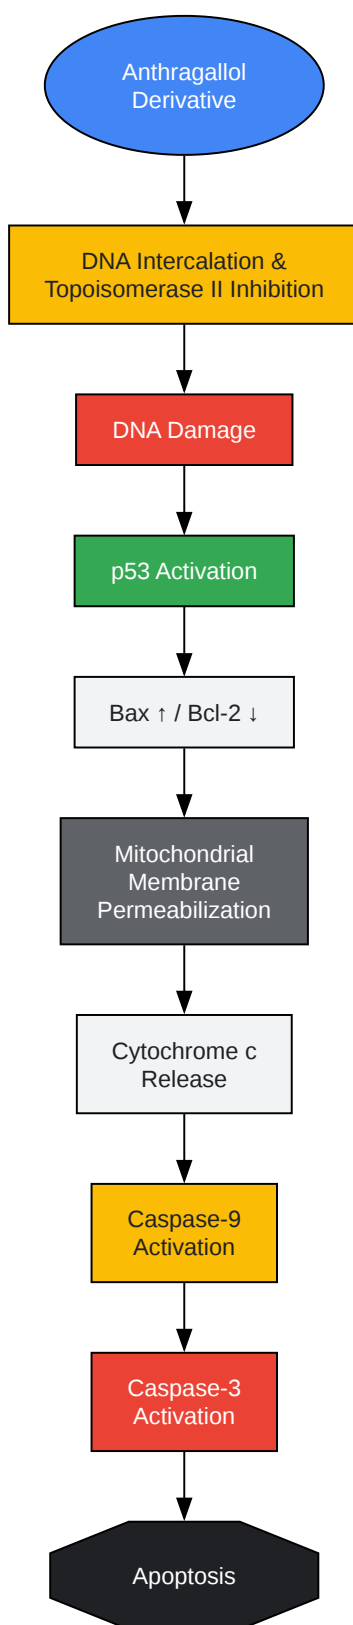 Anthragallol
Derivative
DNA Intercalation &
Topoisomerase II Inhibition
DNA Damage
p53 Activation
Bax ↑ / Bcl-2 ↓
Mitochondrial
Membrane
Permeabilization
Cytochrome c
Release
Caspase-9
Activation
Caspase-3
Activation
Apoptosis